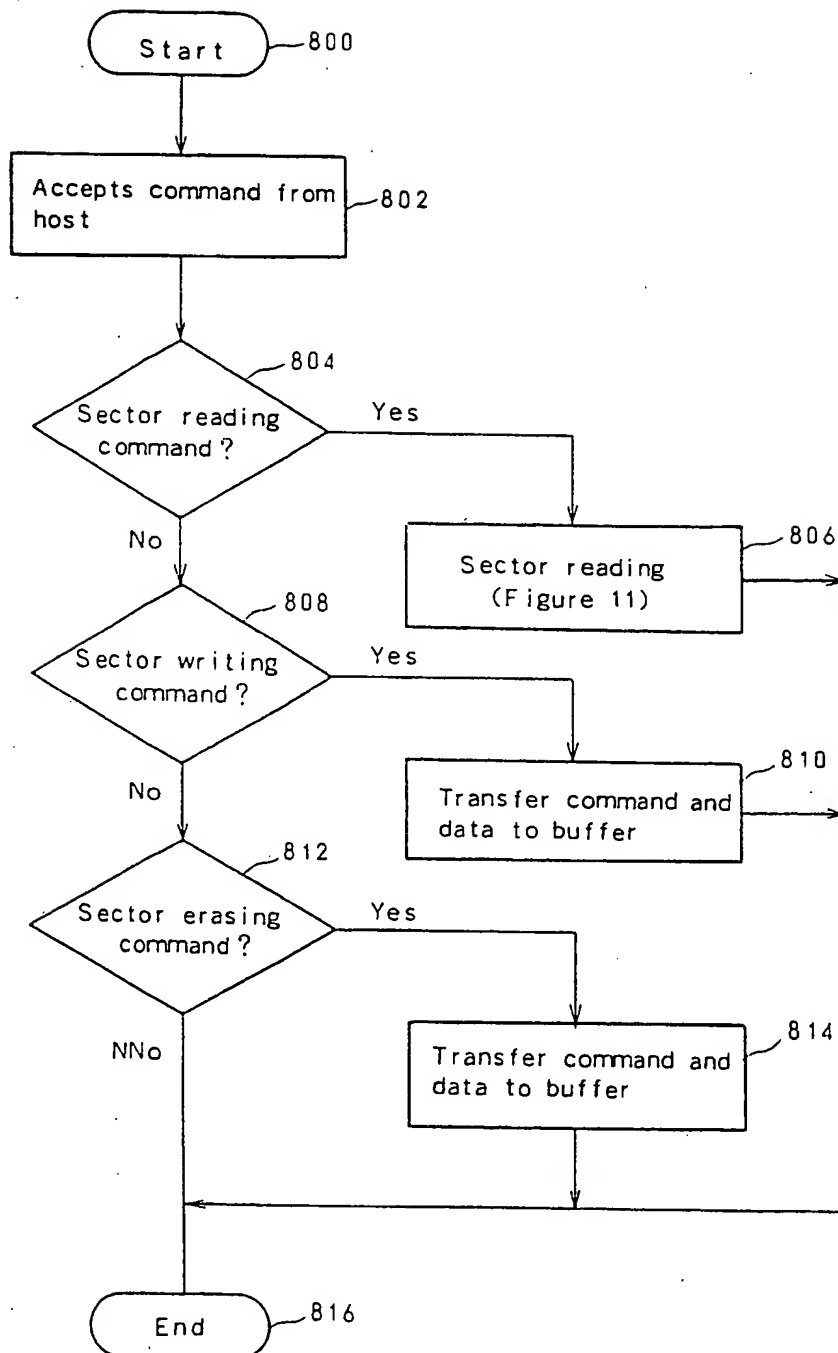 Start
800
Accepts command from
host
802
804
Sector reading
command?
Yes
No
806
Sector reading
(Figure 11)
808
Sector writing
command?
Yes
No
810
Transfer command and
data to buffer
812
Sector erasing
command?
Yes
NNo
814
Transfer command and
data to buffer
End
816